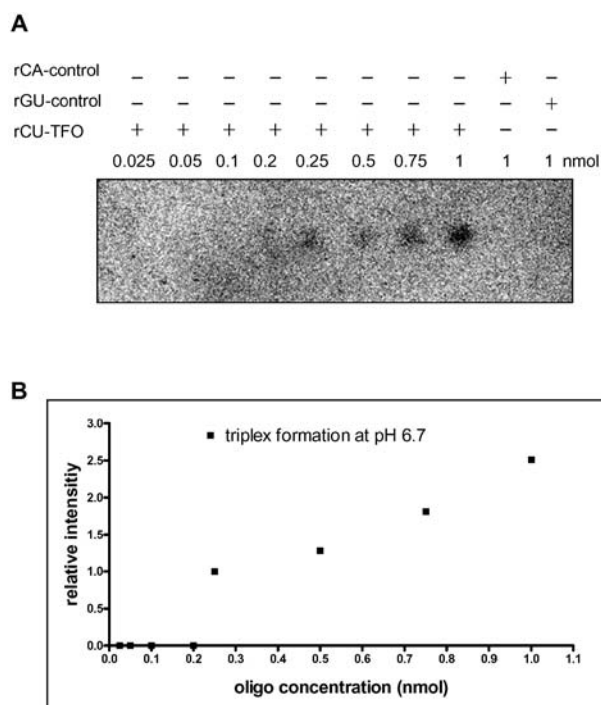 A
rCA-control – – – – – – – – + –
rGU-control – – – – – – – – – +
rCU-TFO + + + + + + + + – –
0.025 0.05 0.1 0.2 0.25 0.5 0.75 1 1 1 nmol
B
3.0
triplex formation at pH 6.7
2.5
2.0
1.5
1.0
0.5
0.0
relative intensitiy
0.0 0.1 0.2 0.3 0.4 0.5 0.6 0.7 0.8 0.9 1.0 1.1
oligo concentration (nmol)